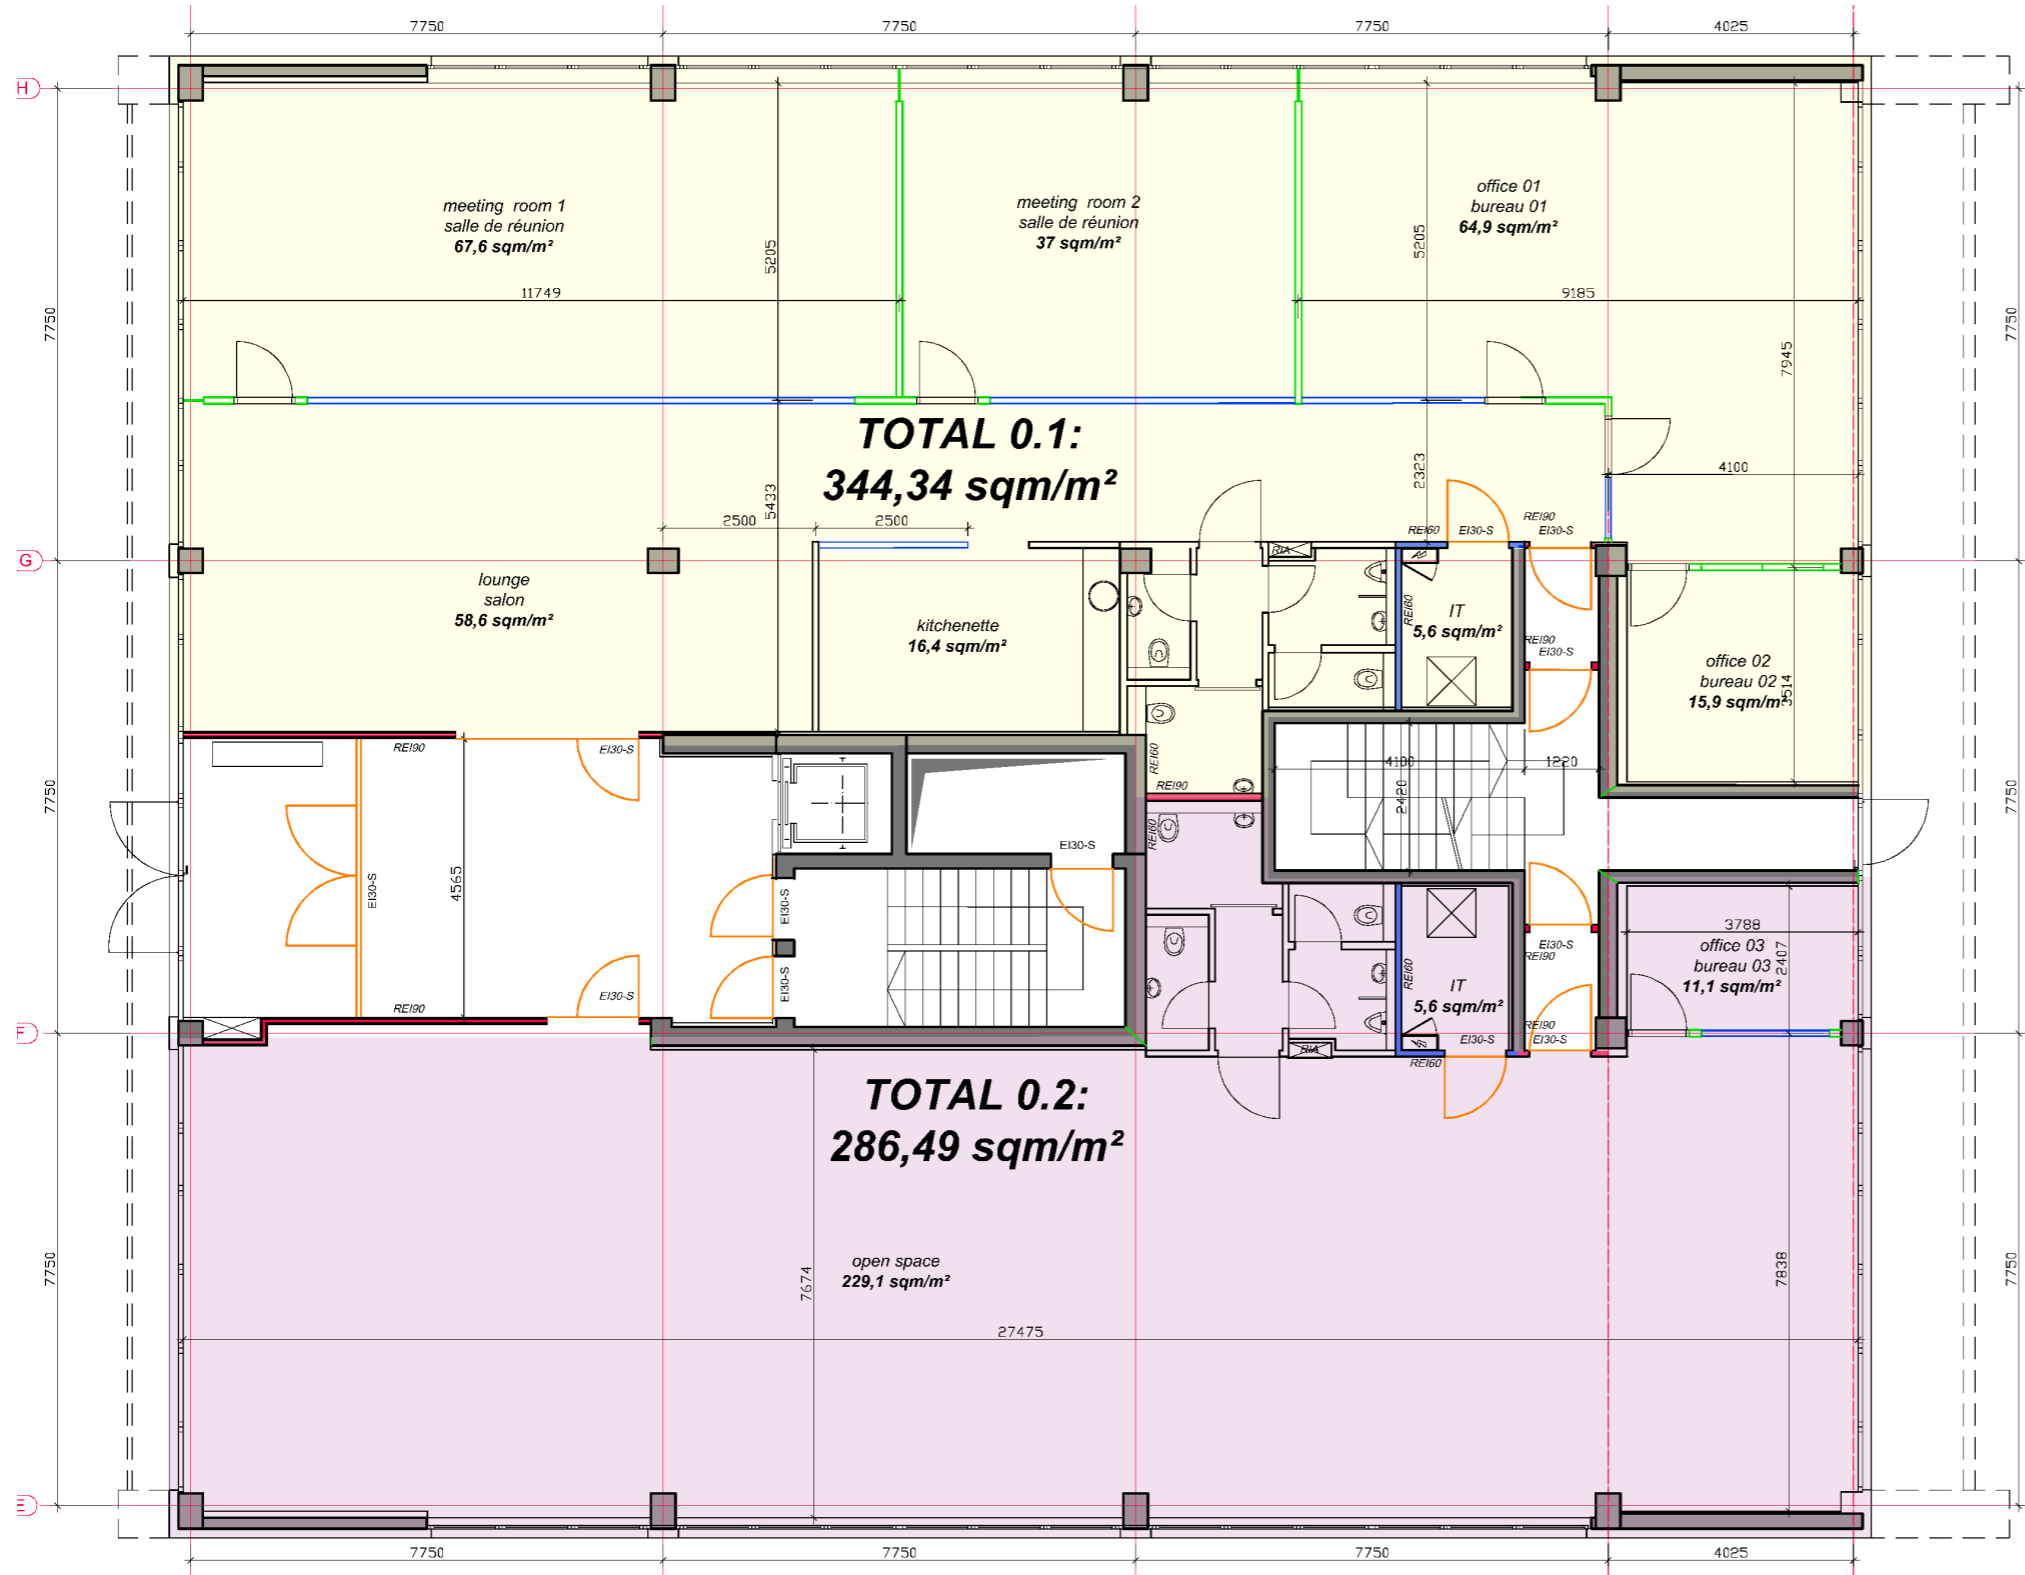 7750 7750 7750 4025
H
meeting room 1
salle de réunion
67,6 sqm/m²
meeting room 2
salle de réunion
37 sqm/m²
office 01
bureau 01
64,9 sqm/m²
5205
5205
11749
9185
7750
7750
7945
TOTAL 0.1:
344,34 sqm/m²
5433
2323
4100
2500
2500
REI60
EI30-S
REI90
EI30-S
G
RIA
lounge
salon
58,6 sqm/m²
kitchenette
16,4 sqm/m²
REI60
IT
5,6 sqm/m²
REI90
EI30-S
office 02
bureau 02
15,9 sqm/m²
3514
REI90
EI30-S
REI60
REI90
4100
1220
2420
7750
7750
REI60
EI30-S
EI30-S
4565
EI30-S
EI30-S
EI30-S
REI90
REI60
IT
5,6 sqm/m²
EI30-S
REI90
3788
office 03
bureau 03
11,1 sqm/m²
2407
EI30-S
F
RIA
REI60
EI30-S
REI90
EI30-S
TOTAL 0.2:
286,49 sqm/m²
open space
229,1 sqm/m²
7674
7838
7750
7750
27475
E
7750 7750 7750 4025